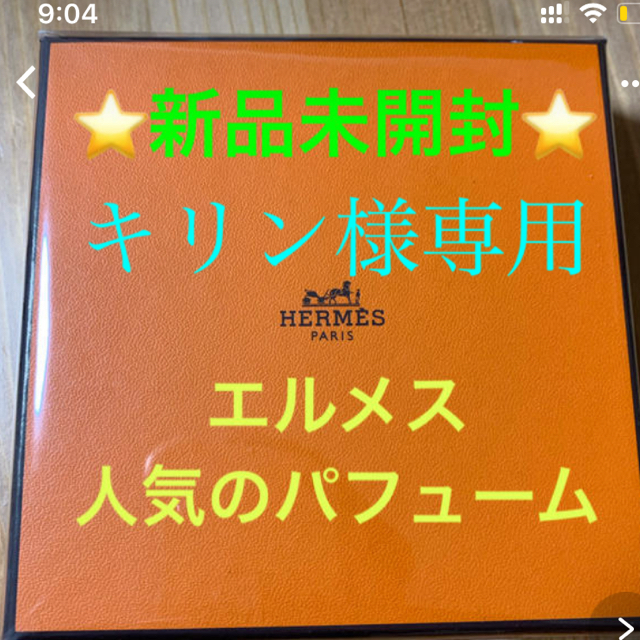 9:04
⭐新品未開封⭐
キリン様専用
HERMÈS
PARIS
エルメス
人気のパフューム